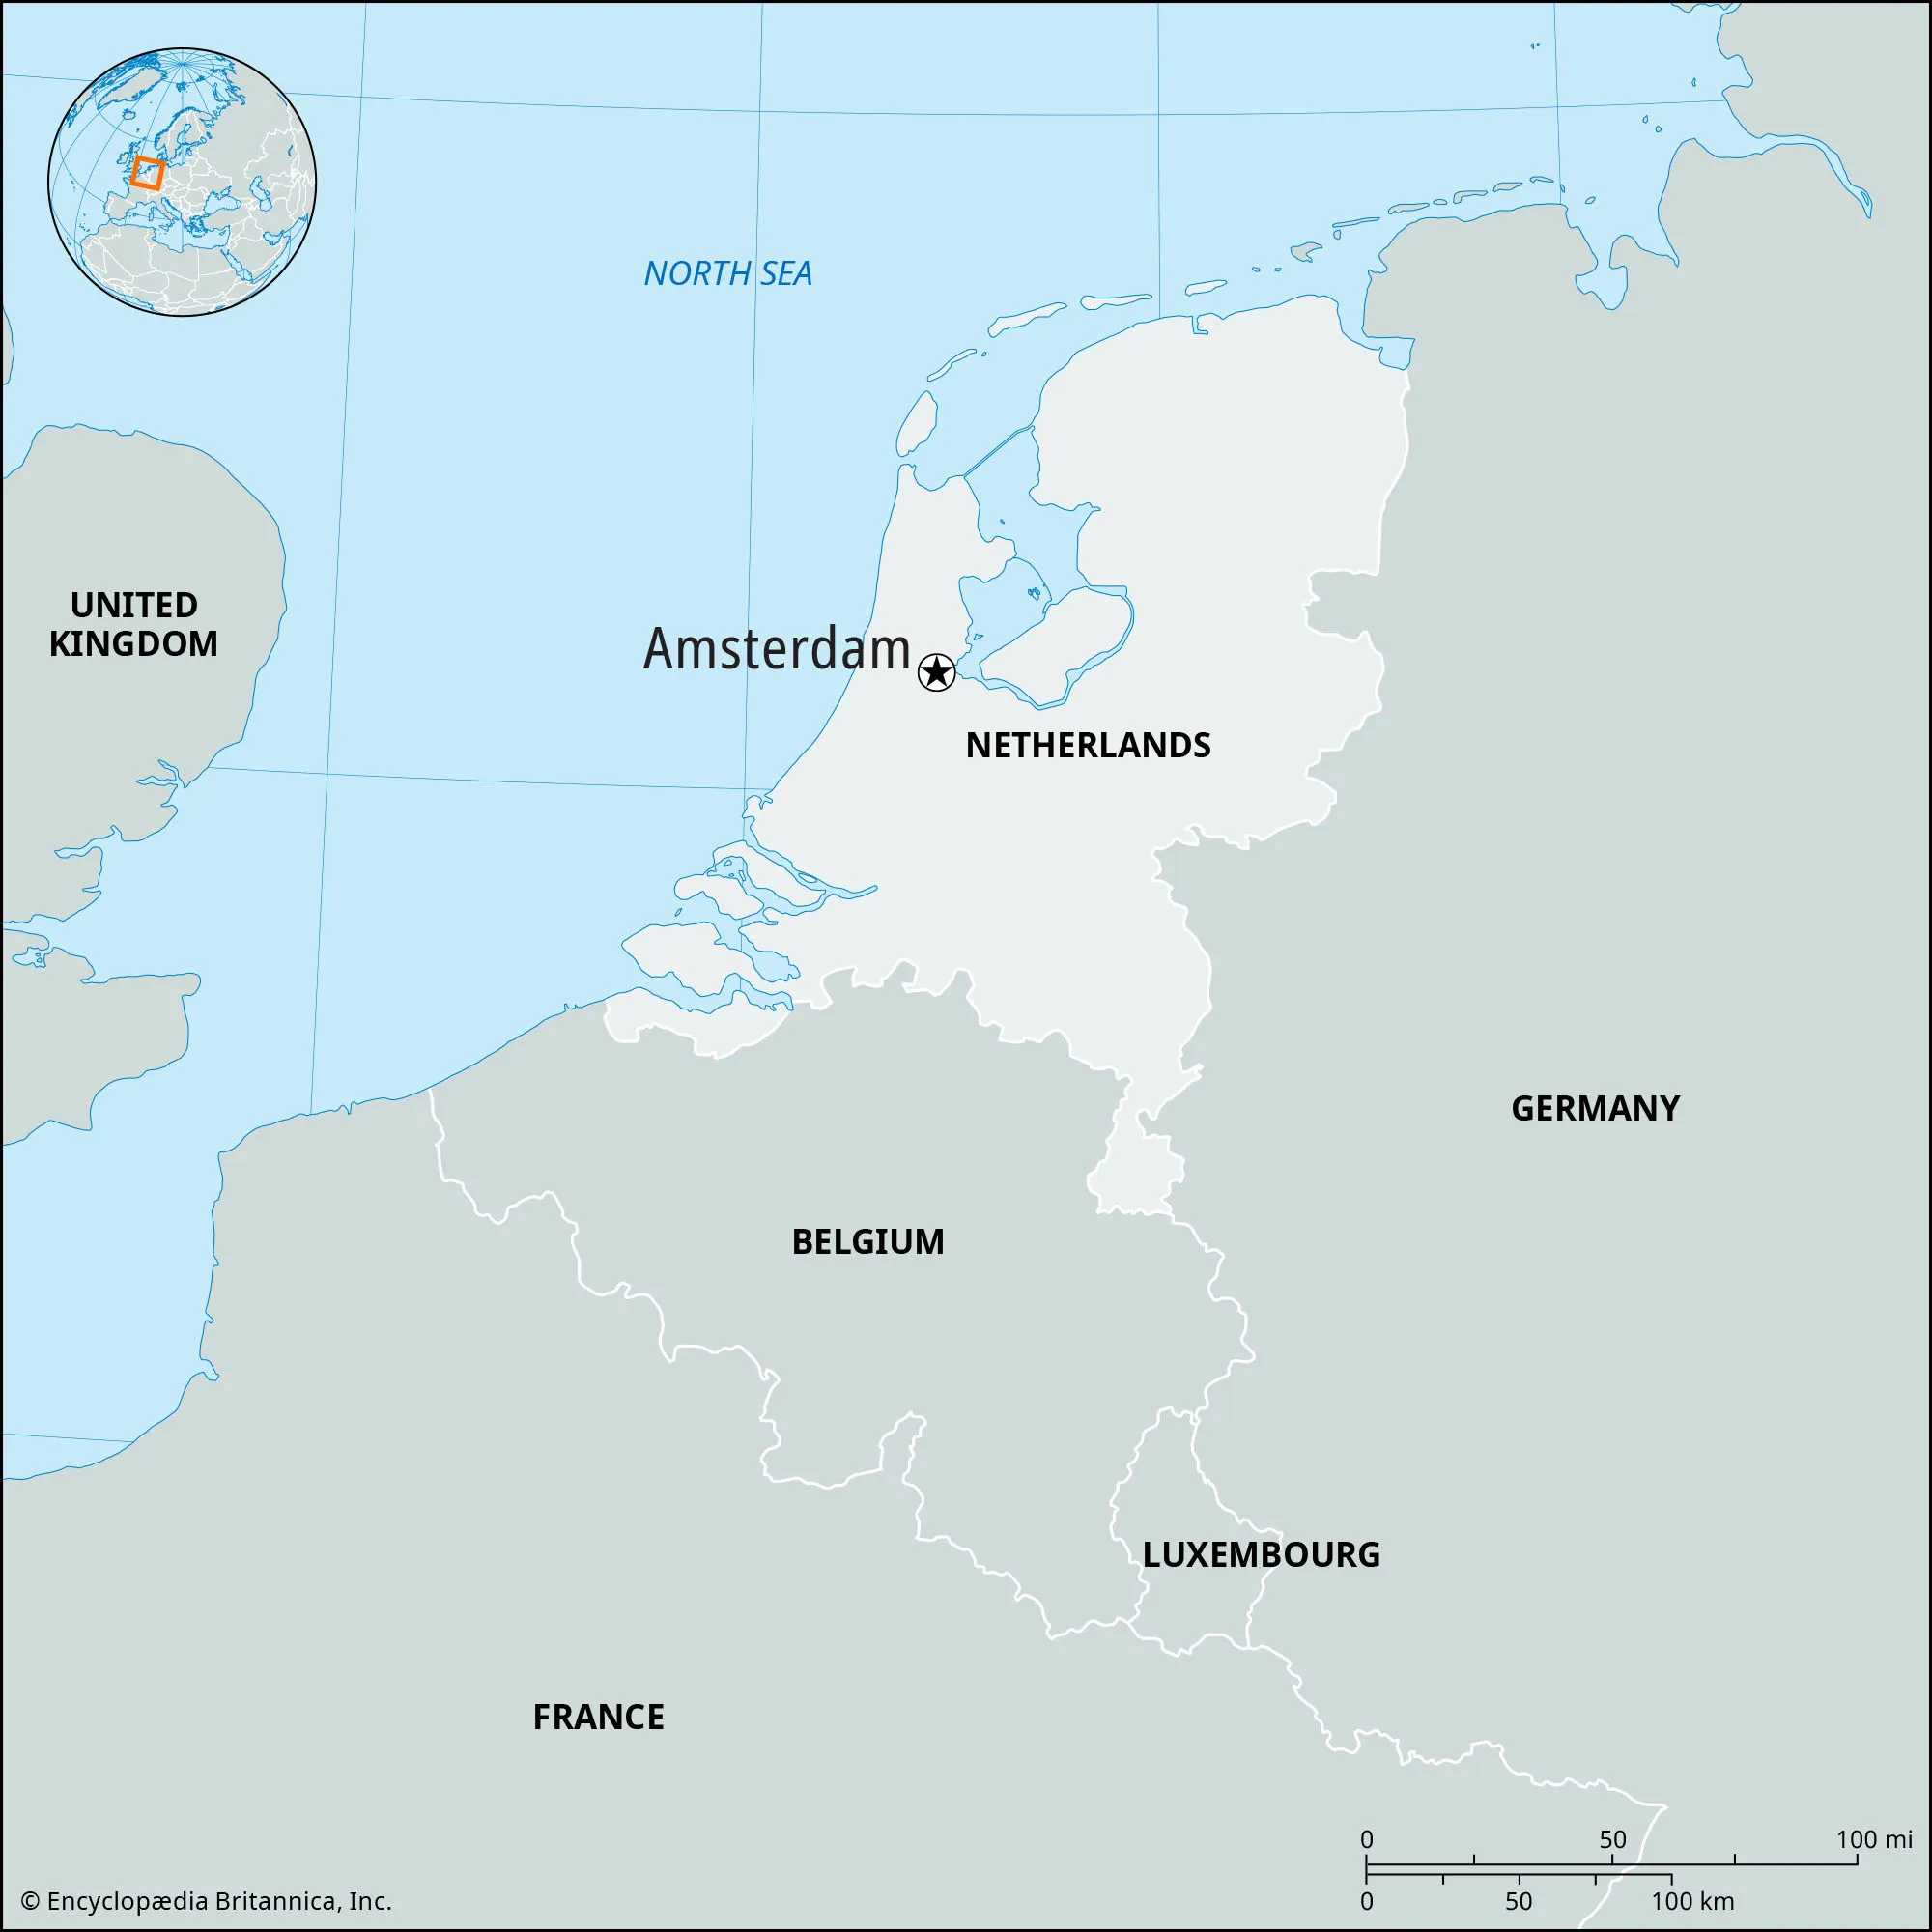 NORTH SEA
UNITED
KINGDOM
Amsterdam
NETHERLANDS
GERMANY
BELGIUM
LUXEMBOURG
FRANCE
0 50 100 mi
0 50 100 km
© Encyclopædia Britannica, Inc.